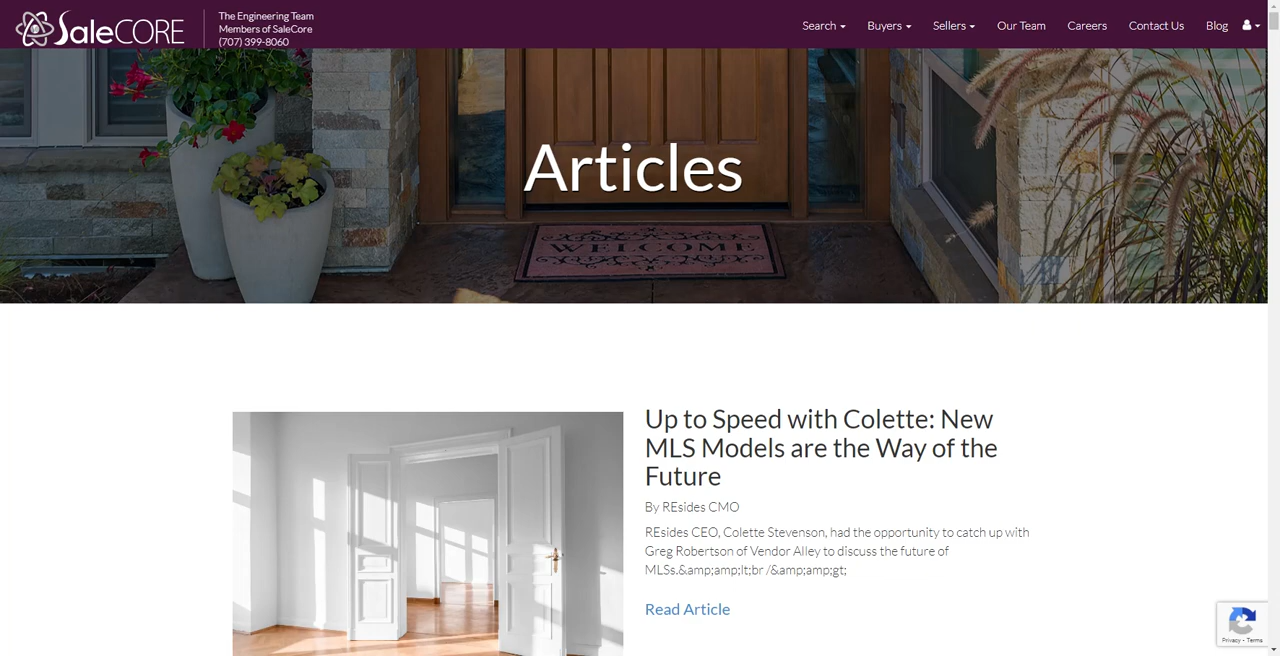 SaleCORE
The Engineering Team
Members of SaleCore
(707) 399-8060
Search
Buyers
Sellers
Our Team
Careers
Contact Us
Blog
Articles
WELCOME
Up to Speed with Colette: New
MLS Models are the Way of the
Future
By REsides CMO
REsides CEO, Colette Stevenson, had the opportunity to catch up with
Greg Robertson of Vendor Alley to discuss the future of
MLSs.&amp;amp;lt;br /&amp;amp;gt;
Read Article
Privacy - Terms